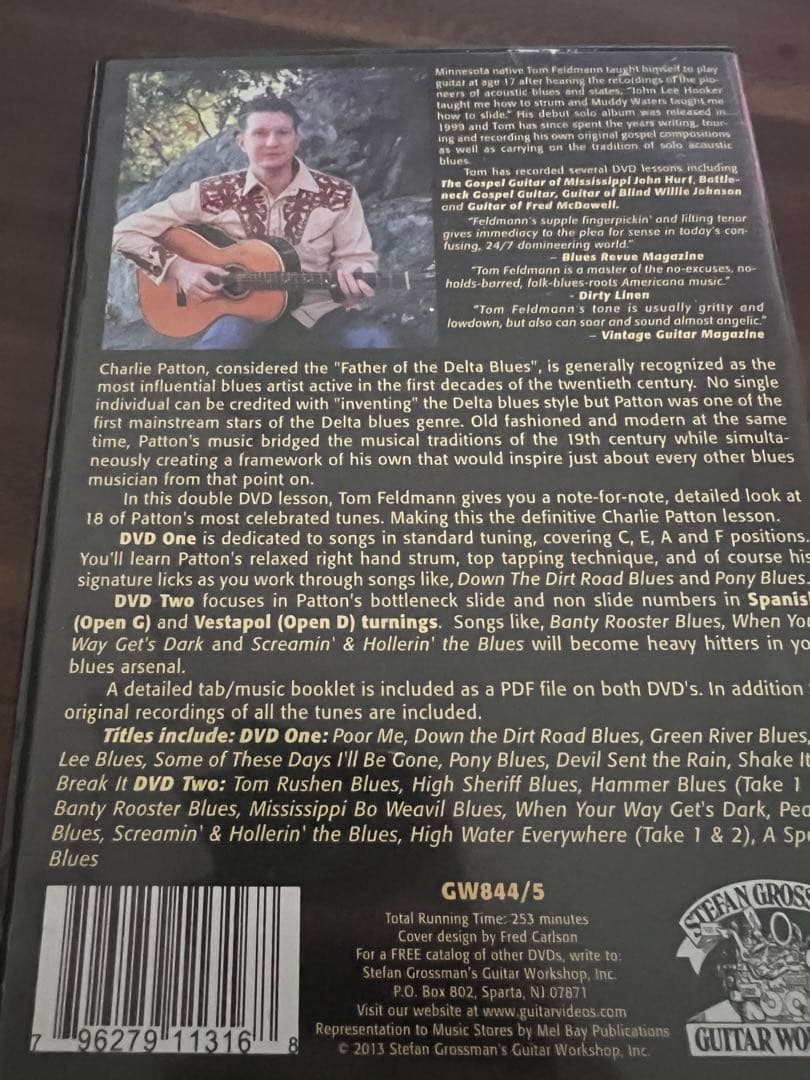 Minnesota native Tom Feldmann taught himself to play
guitar at age 17 after hearing the recordings of the pio-
neers of acoustic blues and states, "John Lee Hooker
taught me how to strum and Muddy Waters taught me
how to slide." His debut solo album was released in
1999 and Tom has since spent the years writing, tour-
ing and recording his own original gospel compositions
as well as carrying on the tradition of solo acoustic
blues.
Tom has recorded several DVD lessons including
The Gospel Guitar of Mississippi John Hurt, Bottle-
neck Gospel Guitar, Guitar of Blind Willie Johnson
and Guitar of Fred McDowell.
"Feldmann's supple fingerpickin' and lilting tenor
gives immediacy to the plea for sense in today's con-
fusing, 24/7 domineering world."
– Blues Revue Magazine
"Tom Feldmann is a master of the no-excuses, no-
holds-barred, folk-blues-roots Americana music."
- Dirty Linen
"Tom Feldmann's tone is usually gritty and
lowdown, but also can soar and sound almost angelic."
– Vintage Guitar Magazine
Charlie Patton, considered the "Father of the Delta Blues", is generally recognized as the
most influential blues artist active in the first decades of the twentieth century. No single
individual can be credited with "inventing" the Delta blues style but Patton was one of the
first mainstream stars of the Delta blues genre. Old fashioned and modern at the same
time, Patton's music bridged the musical traditions of the 19th century while simulta-
neously creating a framework of his own that would inspire just about every other blues
musician from that point on.
In this double DVD lesson, Tom Feldmann gives you a note-for-note, detailed look at
18 of Patton's most celebrated tunes. Making this the definitive Charlie Patton lesson.
DVD One is dedicated to songs in standard tuning, covering C, E, A and F positions.
You'll learn Patton's relaxed right hand strum, top tapping technique, and of course his
signature licks as you work through songs like, Down The Dirt Road Blues and Pony Blues
DVD Two focuses in Patton's bottleneck slide and non slide numbers in Spanis
(Open G) and Vestapol (Open D) turnings. Songs like, Banty Rooster Blues, When You
Way Get's Dark and Screamin' & Hollerin' the Blues will become heavy hitters in yo
blues arsenal.
A detailed tab/music booklet is included as a PDF file on both DVD's. In addition
original recordings of all the tunes are included.
Titles include: DVD One: Poor Me, Down the Dirt Road Blues, Green River Blues,
Lee Blues, Some of These Days I'll Be Gone, Pony Blues, Devil Sent the Rain, Shake It
Break It DVD Two: Tom Rushen Blues, High Sheriff Blues, Hammer Blues (Take 1
Banty Rooster Blues, Mississippi Bo Weavil Blues, When Your Way Get's Dark, Pea
Blues, Screamin' & Hollerin' the Blues, High Water Everywhere (Take 1 & 2), A Sp
Blues
GW844/5
Total Running Time: 253 minutes
Cover design by Fred Carlson
For a FREE catalog of other DVDs, write to:
Stefan Grossman's Guitar Workshop, Inc.
P.O. Box 802, Sparta, NJ 07871
Visit our website at www.guitarvideos.com
Representation to Music Stores by Mel Bay Publications
© 2013 Stefan Grossman's Guitar Workshop, Inc.
STEFAN GROSS
GUITAR WO
7 96279 11316 8